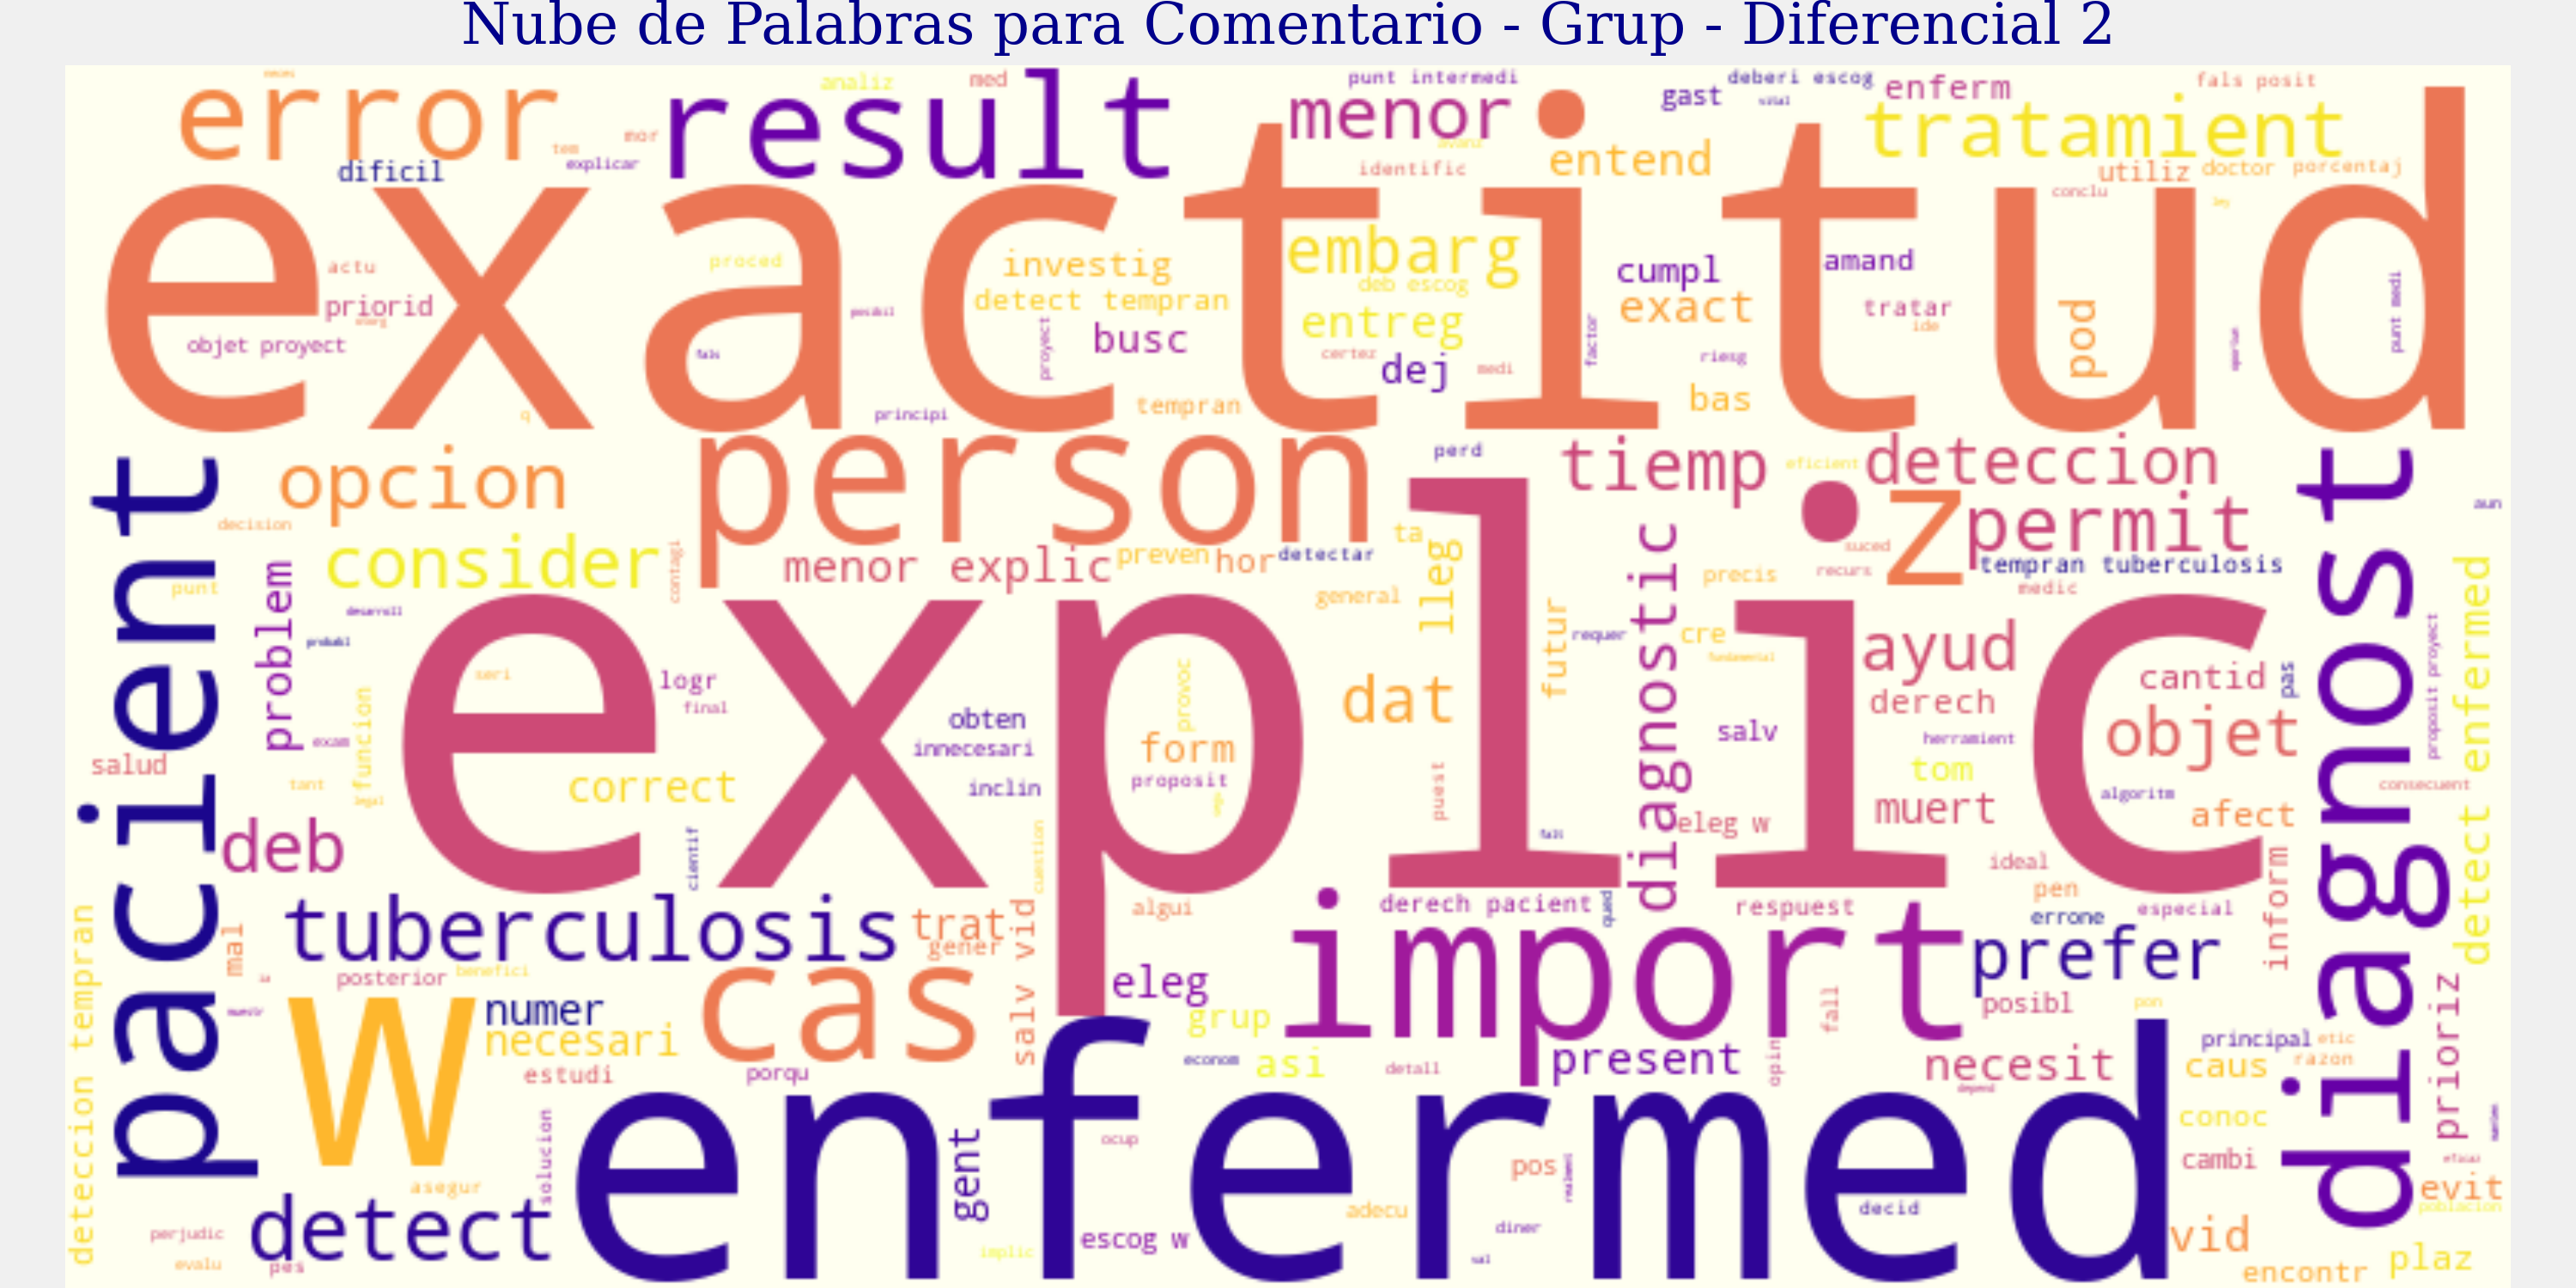 Nube de Palabras para Comentario - Grup - Diferencial 2
error
result
menor
tratamient
exactitud
analiz
med
punt intermedi
deberi escog
gast
enferm
fals posit
mor
tem
explicar
dificil
identific
entend
utiliz
doctor
porcentaj
conclu
actu
priorid
objet proyect
proced
investig
detect tempran
busc
proyect
embarg
deb escog
entreg
certez
dej
medi
factor
cumpl
exact
amand
tratar
ide
riesg
bas
pod
punt medi
principi
tempran
q
person
perd
tiemp
eficient
deteccion
permit
z
aun
opcion
decision
consider
contagi
menor explic
preven
hor
detectar
ta
lleg
suced
recurs
precis
tempran tuberculosis
medic
pacient
punt
problem
desarroll
probabl
general
futur
requer
diagnostic
cre
fundamental
explic
ayud
derech
cantid
pas
objet
diagnost
proposit proyect
detect enfermed
seri
logr
final
provoc
obten
innecesari
inclin
form
proposit
dat
salv
herramient
tom
muert
algoritm
afect
consecuent
salud
exam
tant
legal
function
correct
puest
eleg w
fall
ideal
deb
cientif
cuestion
algui
derech pacient
qued
respuest
pen
errone
especial
inform
tuberculosis
trat
gener
salv vid
import
prefer
deteccion tempran
mal
posterior
benefici
cas
eleg
grup
fall
posibl
pon
prioriz
w
numer
necesari
estudi
porqu
econom
asi
detall
present
opin
necesit
depend
principal
etic
razon
caus
conoc
cambi
enfermed
solucion
asegur
gent
ocup
pos
realment
decid
evit
poblacion
detect
perjudic
evalu
pes
implic
escog w
adecu
diner
vid
encontr
plaz